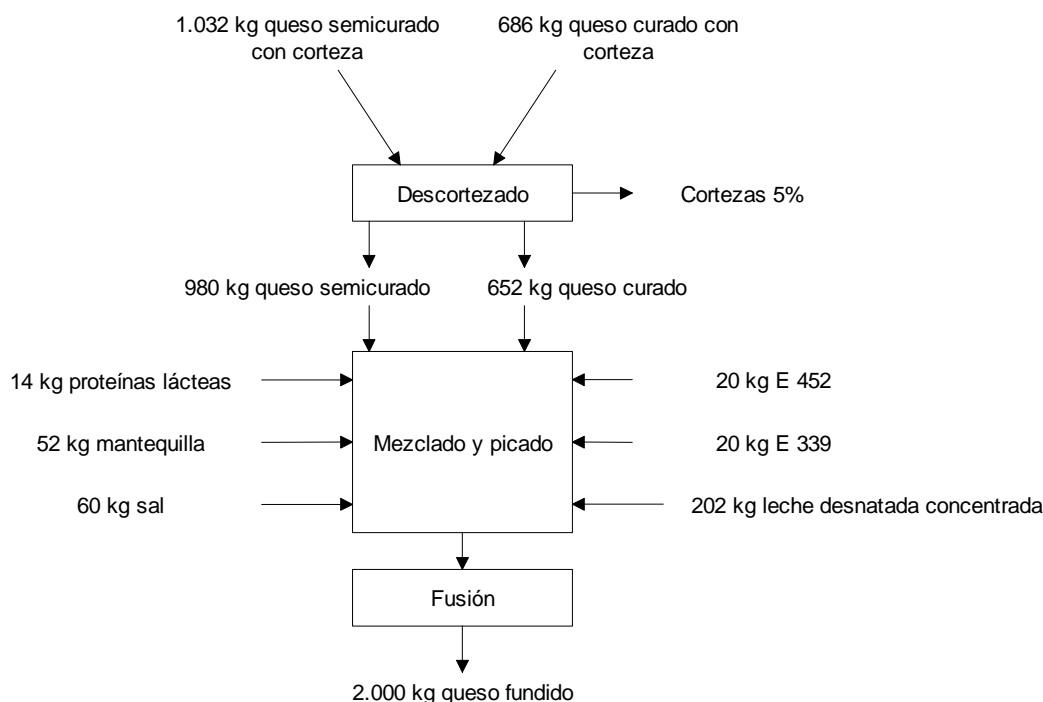 1.032 kg queso semicurado
con corteza
686 kg queso curado con
corteza
Descortezado
Cortezas 5%
980 kg queso semicurado
652 kg queso curado
14 kg proteínas lácteas
20 kg E 452
52 kg mantequilla
Mezclado y picado
20 kg E 339
60 kg sal
202 kg leche desnatada concentrada
Fusión
2.000 kg queso fundido